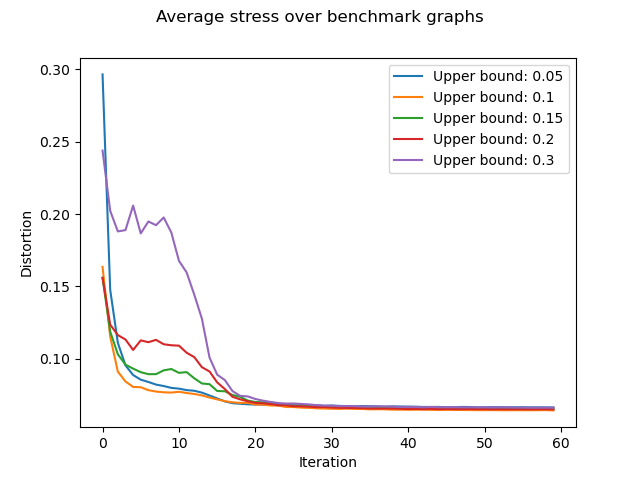 Average stress over benchmark graphs
0.30
0.25
0.20
0.15
0.10
Distortion
Upper bound: 0.05
Upper bound: 0.1
Upper bound: 0.15
Upper bound: 0.2
Upper bound: 0.3
0 10 20 30 40 50 60
Iteration